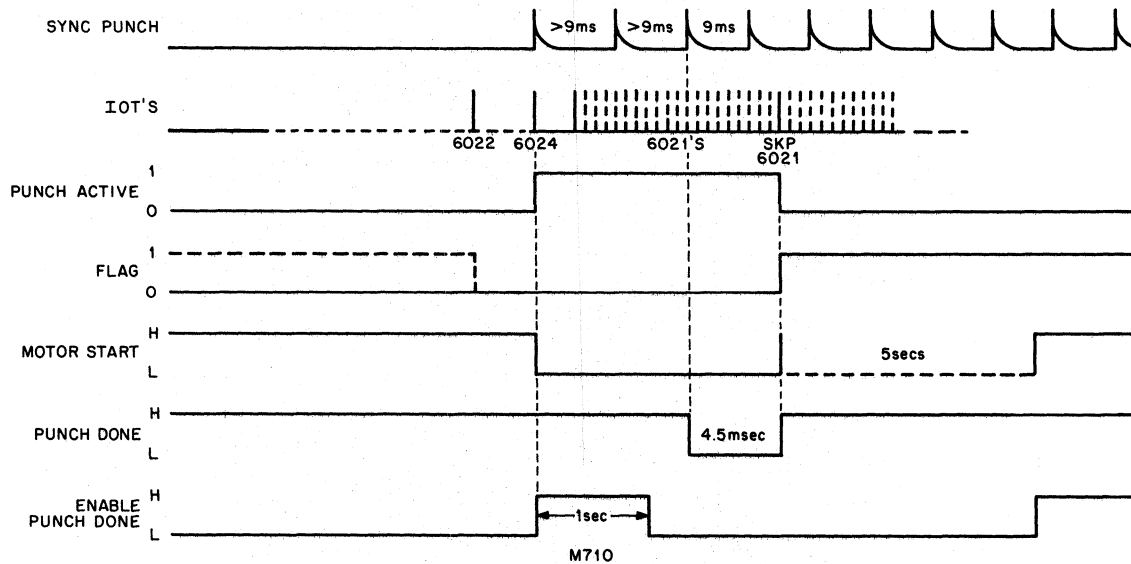 SYNC PUNCH
>9ms >9ms 9ms
IOT'S
6022 6024 6021'S SKP
6021
PUNCH ACTIVE 1
0
FLAG 1
0
MOTOR START H
L
5secs
PUNCH DONE H
L
4.5msec
ENABLE
PUNCH DONE H
L
1sec
M710